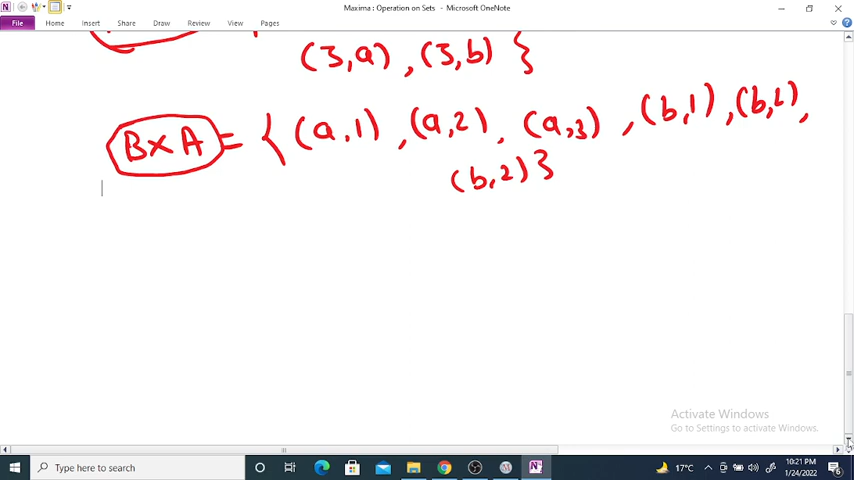 Maxima : Operation on Sets - Microsoft OneNote
File Home Insert Share Draw Review View Pages
(3,a) , (3,b) }
B×A = { (a,1) , (a,2) , (a,3) , (b,1) , (b,2) ,
(b,2) }
Activate Windows
Go to Settings to activate Windows.
Type here to search
17°C
10:21 PM
1/24/2022
6